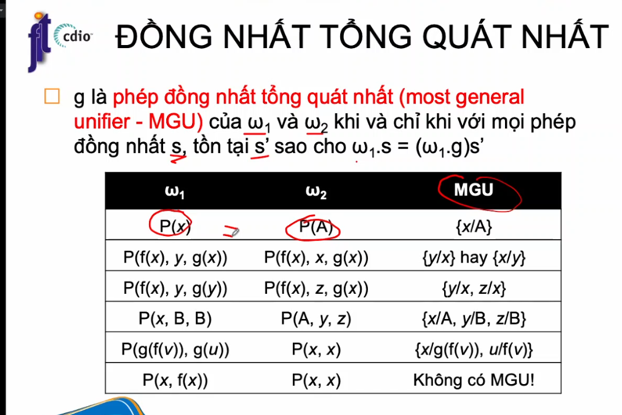 fit cdio ĐỒNG NHẤT TỔNG QUÁT NHẤT
g là phép đồng nhất tổng quát nhất (most general
unifier - MGU) của ω₁ và ω₂ khi và chỉ khi với mọi phép
đồng nhất s, tồn tại s' sao cho ω₁.s = (ω₁.g)s'
ω₁ ω₂ MGU
P(x) P(A) {x/A}
P(f(x), y, g(x)) P(f(x), x, g(x)) {y/x} hay {x/y}
P(f(x), y, g(y)) P(f(x), z, g(x)) {y/x, z/x}
P(x, B, B) P(A, y, z) {x/A, y/B, z/B}
P(g(f(v)), g(u)) P(x, x) {x/g(f(v)), u/f(v)}
P(x, f(x)) P(x, x) Không có MGU!